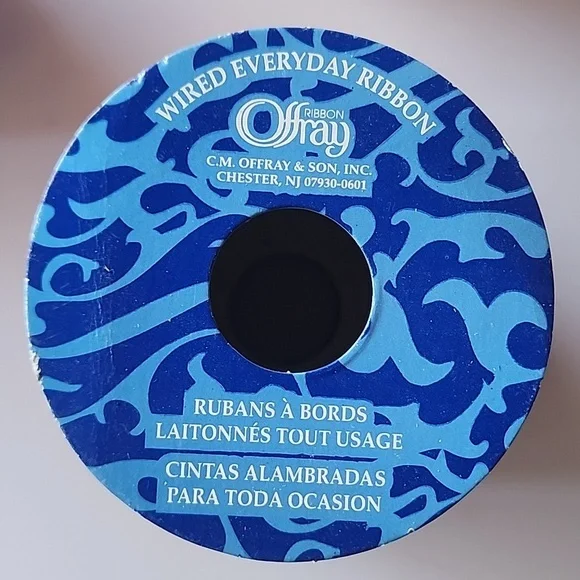 WIRED EVERYDAY RIBBON
RIBBON
Offray
C.M. OFFRAY & SON, INC.
CHESTER, NJ 07930-0601
RUBANS À BORDS
LAITONNÉS TOUT USAGE
CINTAS ALAMBRADAS
PARA TODA OCASION